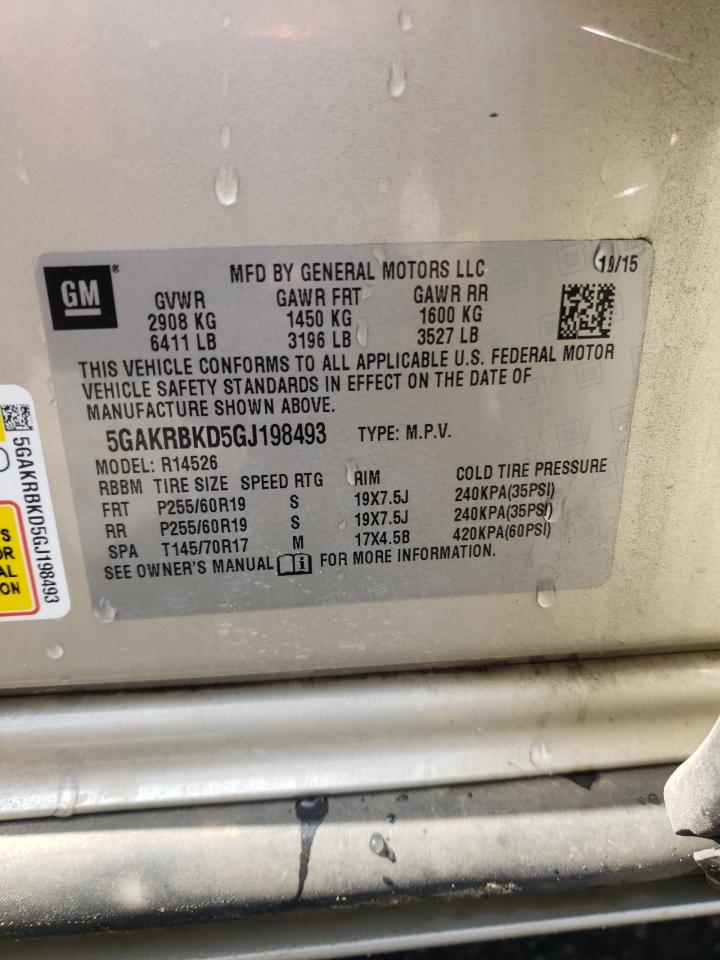 GM
MFD BY GENERAL MOTORS LLC 10/15
GVWR GAWR FRT GAWR RR
2908 KG 1450 KG 1600 KG
6411 LB 3196 LB 3527 LB
THIS VEHICLE CONFORMS TO ALL APPLICABLE U.S. FEDERAL MOTOR
VEHICLE SAFETY STANDARDS IN EFFECT ON THE DATE OF
MANUFACTURE SHOWN ABOVE.
5GAKRBKD5GJ198493 TYPE: M.P.V.
MODEL: R14526
RBBM TIRE SIZE SPEED RTG RIM COLD TIRE PRESSURE
FRT P255/60R19 S 19X7.5J 240KPA(35PSI)
RR P255/60R19 S 19X7.5J 240KPA(35PSI)
SPA T145/70R17 M 17X4.5B 420KPA(60PSI)
SEE OWNER'S MANUAL FOR MORE INFORMATION.
5GAKRBKD5GJ198493